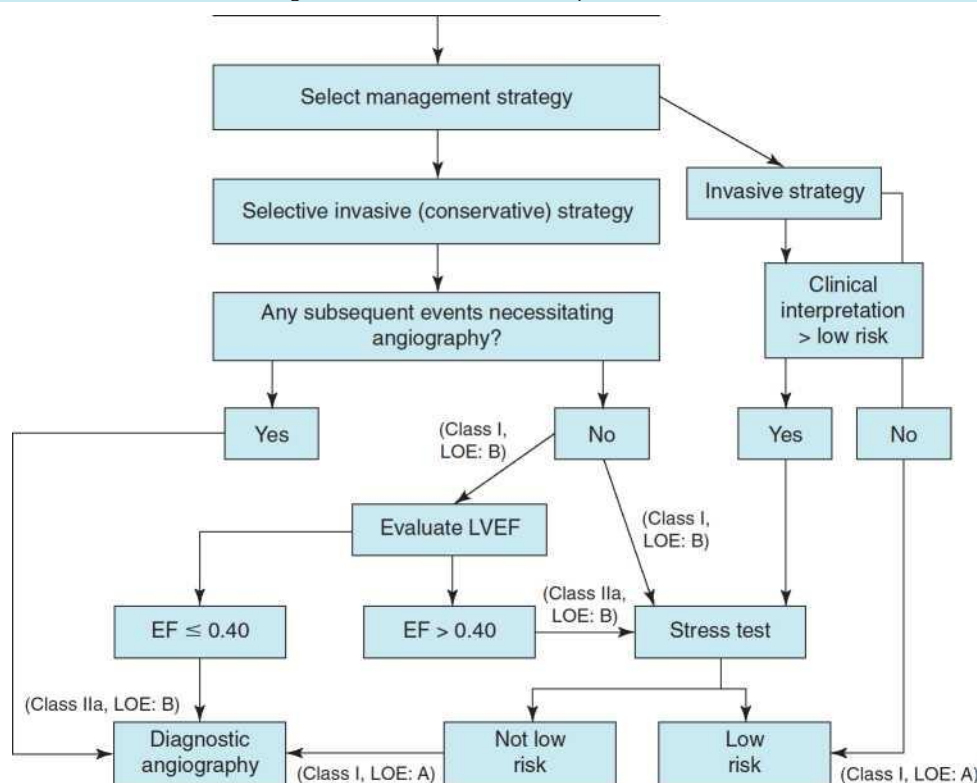 Select management strategy
Invasive strategy
Selective invasive (conservative) strategy
Clinical
interpretation
> low risk
Any subsequent events necessitating
angiography?
Yes
(Class I,
LOE: B)
No
Yes
No
Evaluate LVEF
(Class I,
LOE: B)
EF ≤ 0.40
EF > 0.40
(Class IIa,
LOE: B)
Stress test
(Class IIa, LOE: B)
Diagnostic
angiography
(Class I, LOE: A)
Not low
risk
Low
risk
(Class I, LOE: A)